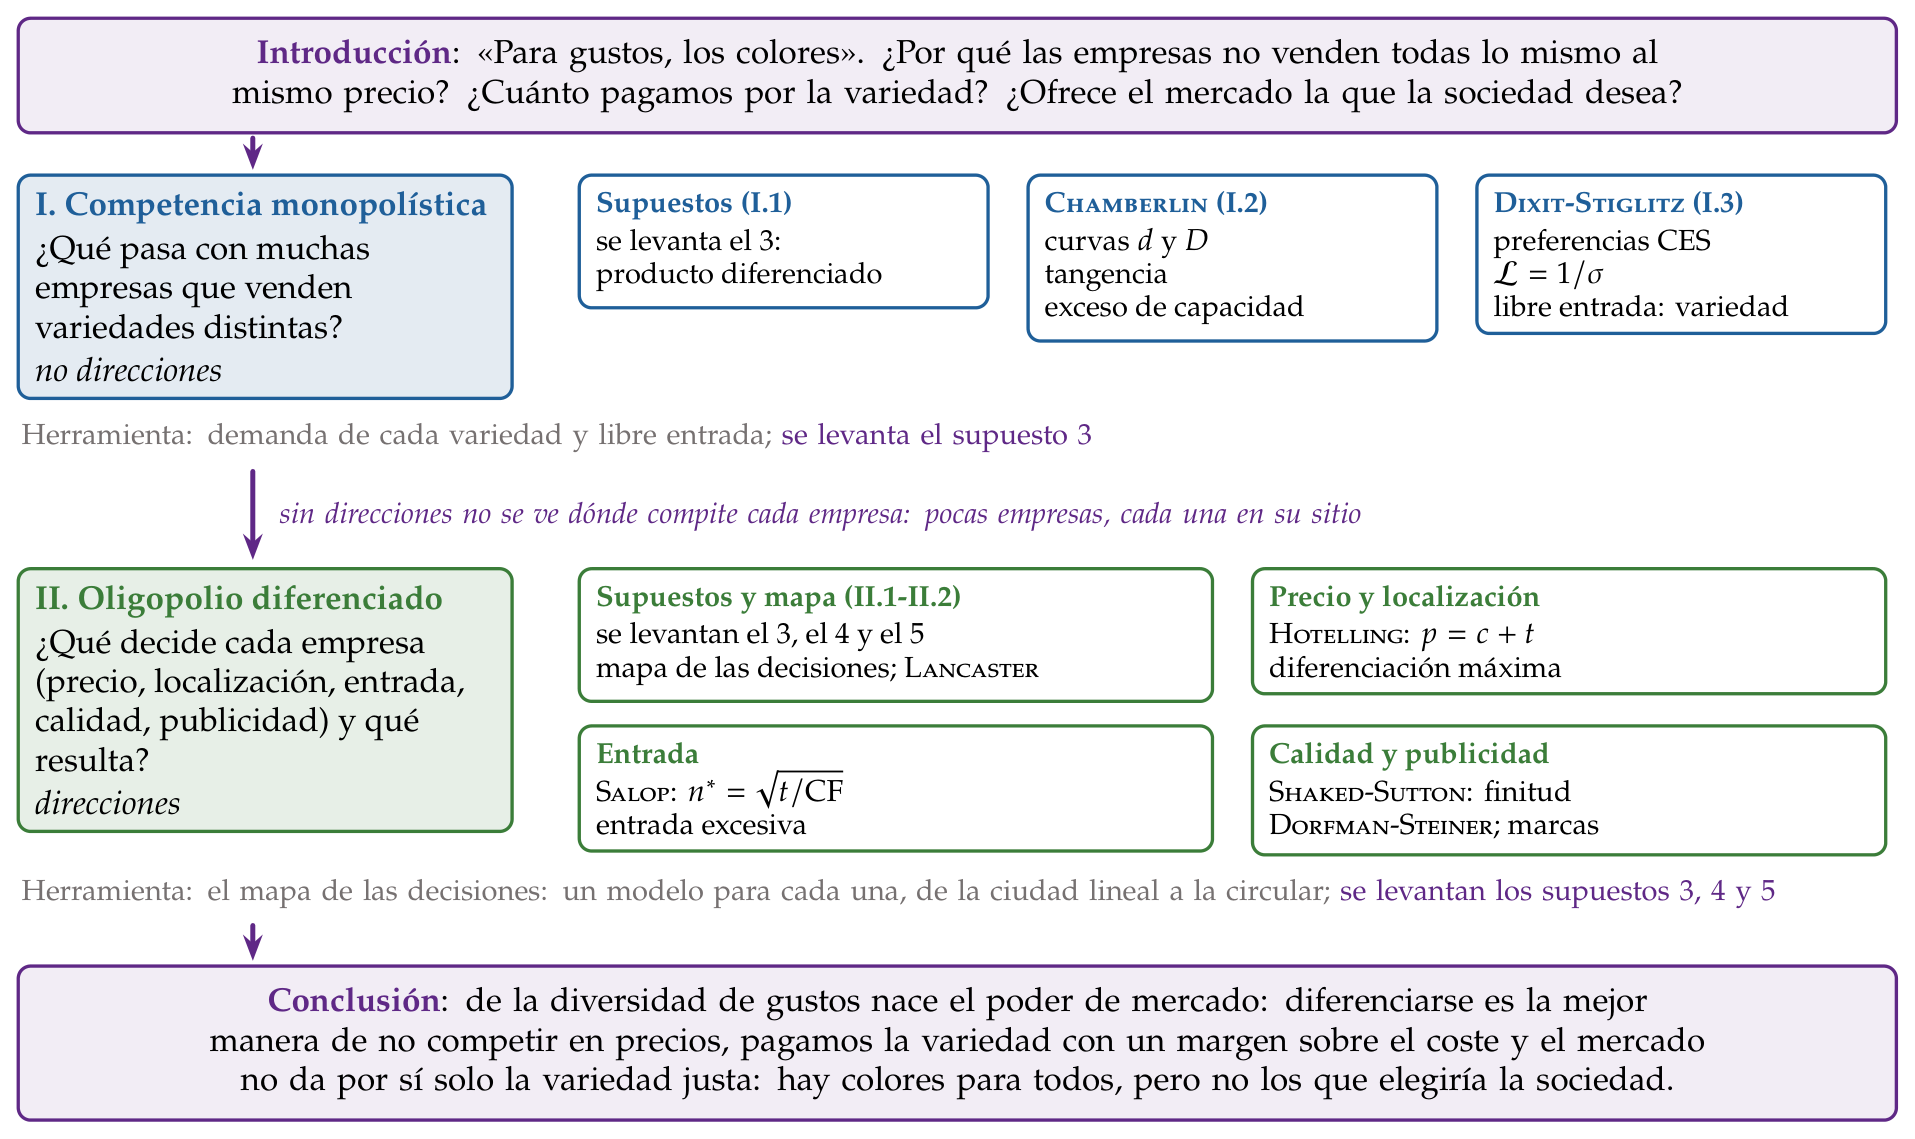 Introducción: «Para gustos, los colores». ¿Por qué las empresas no venden todas lo mismo al
mismo precio? ¿Cuánto pagamos por la variedad? ¿Ofrece el mercado la que la sociedad desea?
I. Competencia monopolística
¿Qué pasa con muchas
empresas que venden
variedades distintas?
no direcciones
Supuestos (I.1)
se levanta el 3:
producto diferenciado
Chamberlin (I.2)
curvas d y D
tangencia
exceso de capacidad
Dixit-Stiglitz (I.3)
preferencias CES
ℒ = 1/σ
libre entrada: variedad
Herramienta: demanda de cada variedad y libre entrada; se levanta el supuesto 3
sin direcciones no se ve dónde compite cada empresa: pocas empresas, cada una en su sitio
II. Oligopolio diferenciado
¿Qué decide cada empresa
(precio, localización, entrada,
calidad, publicidad) y qué
resulta?
direcciones
Supuestos y mapa (II.1-II.2)
se levantan el 3, el 4 y el 5
mapa de las decisiones; Lancaster
Precio y localización
Hotelling: p = c + t
diferenciación máxima
Entrada
Salop: n* = √t/CF
entrada excesiva
Calidad y publicidad
Shaked-Sutton: finitud
Dorfman-Steiner; marcas
Herramienta: el mapa de las decisiones: un modelo para cada una, de la ciudad lineal a la circular; se levantan los supuestos 3, 4 y 5
Conclusión: de la diversidad de gustos nace el poder de mercado: diferenciarse es la mejor
manera de no competir en precios, pagamos la variedad con un margen sobre el coste y el mercado
no da por sí solo la variedad justa: hay colores para todos, pero no los que elegiría la sociedad.